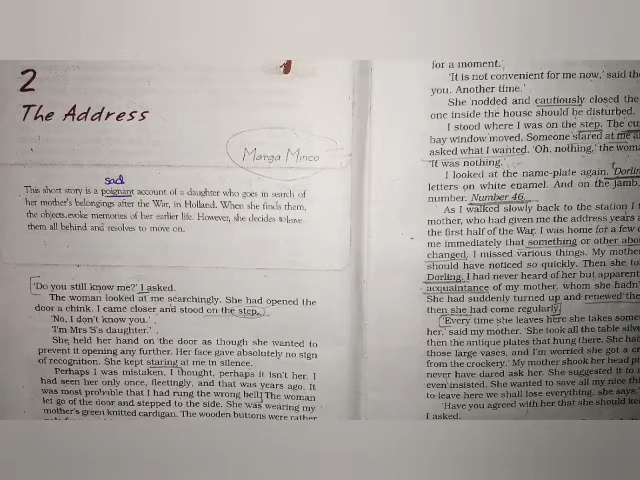 2
The Address
Marga Minco
sad
This short story is a poignant account of a daughter who goes in search of
her mother's belongings after the War, in Holland. When she finds them,
the objects evoke memories of her earlier life. However, she decides to leave
them all behind and resolves to move on.
'Do you still know me?' I asked.
The woman looked at me searchingly. She had opened the
door a chink. I came closer and stood on the step.
'No, I don't know you.'
'I'm Mrs S's daughter.'
She held her hand on the door as though she wanted to
prevent it opening any further. Her face gave absolutely no sign
of recognition. She kept staring at me in silence.
Perhaps I was mistaken, I thought, perhaps it isn't her. I
had seen her only once, fleetingly, and that was years ago. It
was most probable that I had rung the wrong bell. The woman
let go of the door and stepped to the side. She was wearing my
mother's green knitted cardigan. The wooden buttons were rather
for a moment.'
'It is not convenient for me now,' said the
you. Another time.'
She nodded and cautiously closed the
one inside the house should be disturbed.
I stood where I was on the step. The cu
bay window moved. Someone stared at me a
asked what I wanted. 'Oh, nothing,' the woma
'It was nothing.'
I looked at the name-plate again. 'Dorlin
letters on white enamel. And on the jamb
number. Number 46.
As I walked slowly back to the station I t
mother, who had given me the address years a
the first half of the War. I was home for a few
me immediately that something or other abo
changed, I missed various things. My mothe
should have noticed so quickly. Then she to
Dorling. I had never heard of her but apparent
acquaintance of my mother, whom she hadn'
She had suddenly turned up and renewed the
then she had come regularly.
'Every time she leaves here she takes some
her,' said my mother. 'She took all the table silve
then the antique plates that hung there. She ha
those large vases, and I'm worried she got a cr
from the crockery.' My mother shook her head pi
never have dared ask her. She suggested it to
even insisted. She wanted to save all my nice thi
to leave here we shall lose everything, she says.'
'Have you agreed with her that she should ke
I asked.